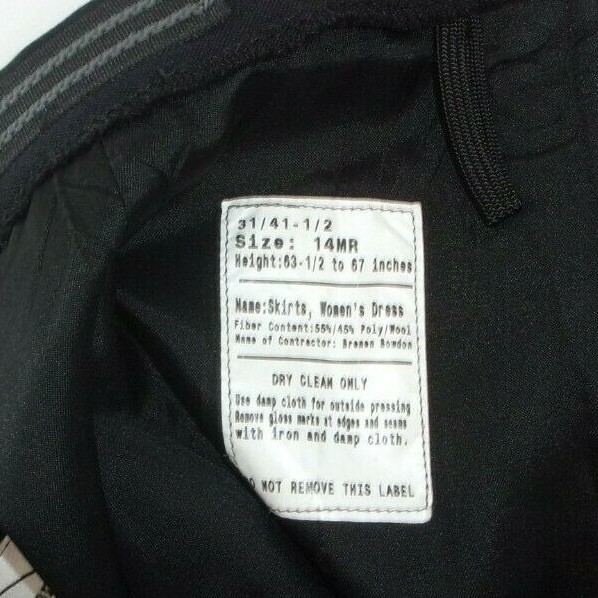 31/41-1/2
Size: 14MR
Height:63-1/2 to 67 inches
Name:Skirts, Women's Dress
Fiber Content:55%/45% Poly/Wool
Name of Contractor: Bremen Bowdon
DRY CLEAN ONLY
Use damp cloth for outside pressing
Remove gloss marks at edges and seams
with iron and damp cloth.
DO NOT REMOVE THIS LABEL